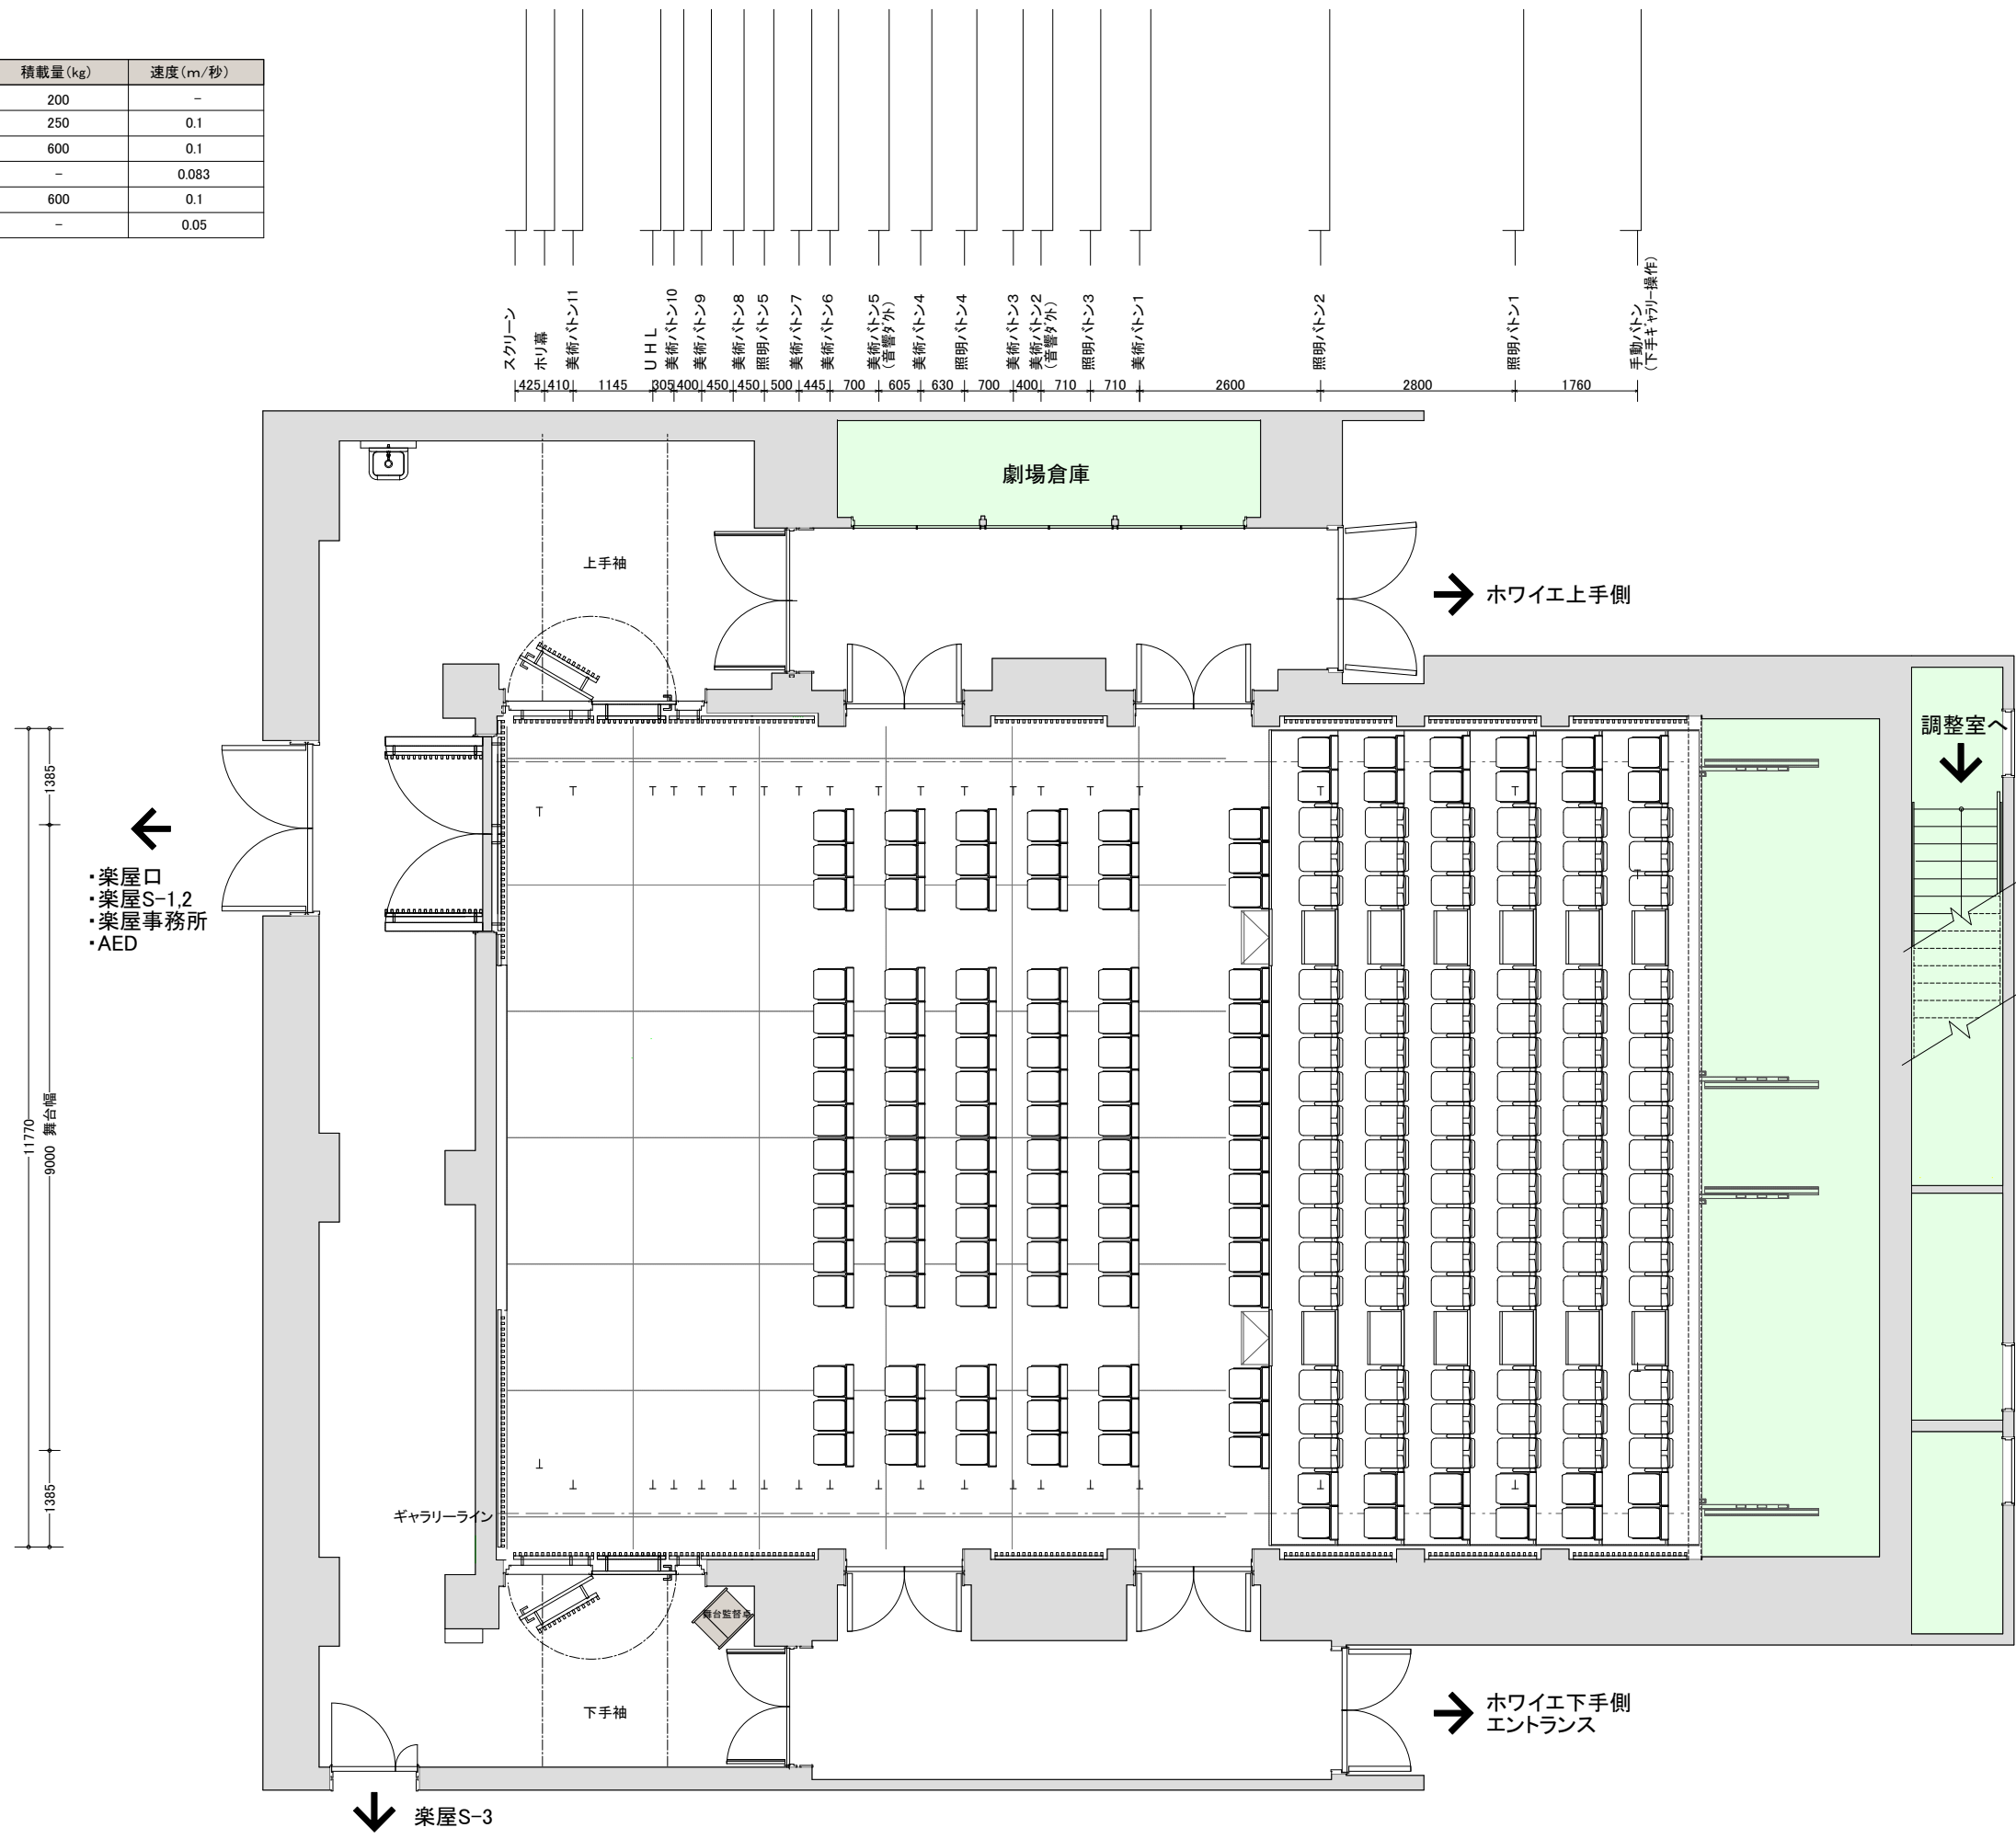 積載量(kg) 速度(m/秒)
200 -
250 0.1
600 0.1
- 0.083
600 0.1
- 0.05
スクリーン
ホリ幕
美術バトン11
UHL
美術バトン10
美術バトン9
美術バトン8
照明バトン5
美術バトン7
美術バトン6
美術バトン5
(音響ダクト)
美術バトン4
照明バトン4
美術バトン3
美術バトン2
(音響ダクト)
照明バトン3
美術バトン1
照明バトン2
照明バトン1
手動バトン
(下手ギャラリー操作)
425 410 1145 305 400 450 450 500 445 700 605 630 700 400 710 710 2600 2800 1760
劇場倉庫
上手袖
ホワイエ上手側
調整室へ
1385
11770
9000 舞台幅
1385
・楽屋口
・楽屋S-1,2
・楽屋事務所
・AED
ギャラリーライン
舞台監督卓
下手袖
ホワイエ下手側
エントランス
楽屋S-3